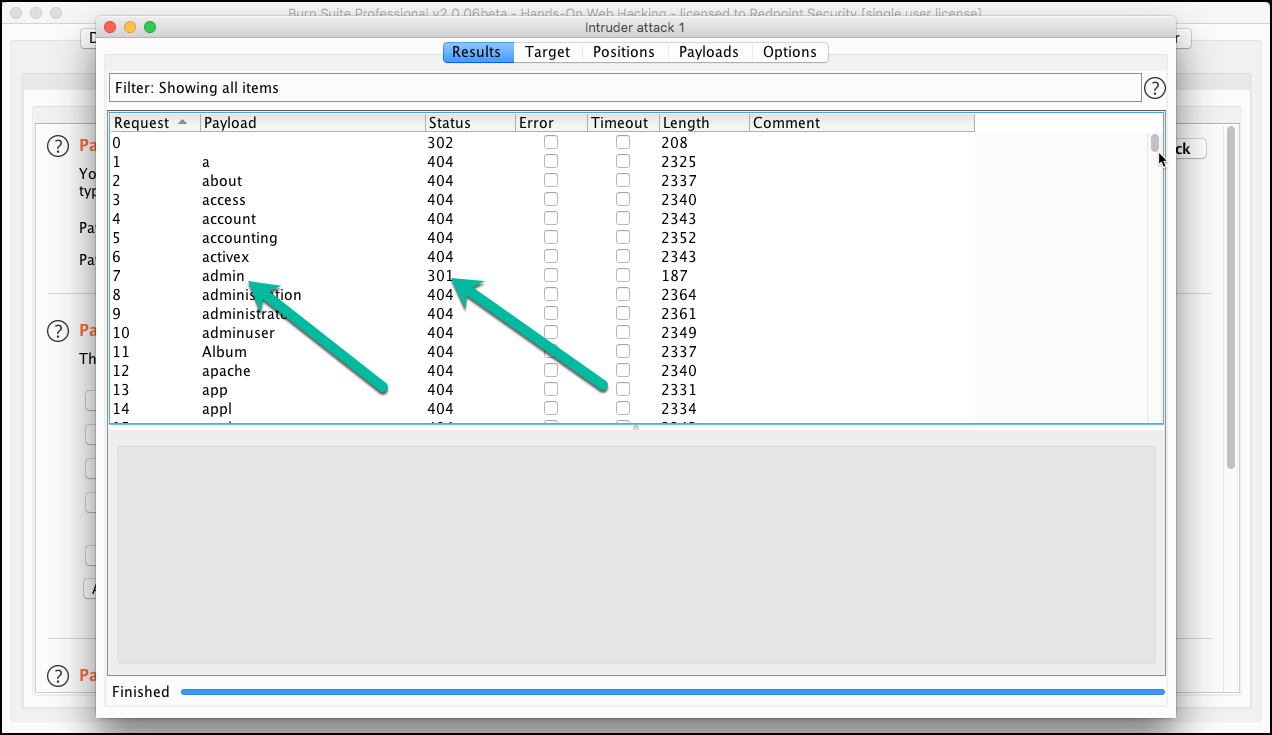 Burp Suite Professional v2.0.06beta - Hands-On Web Hacking - licensed to Redpoint Security [single user license]
Intruder attack 1
Results Target Positions Payloads Options
Filter: Showing all items
?
Request Payload Status Error Timeout Length Comment
0 302 208
1 a 404 2325
2 about 404 2337
3 access 404 2340
4 account 404 2343
5 accounting 404 2352
6 activex 404 2343
7 admin 301 187
8 administration 404 2364
9 administrato 404 2361
10 adminuser 404 2349
11 Album 404 2337
12 apache 404 2340
13 app 404 2331
14 appl 404 2334
Finished
? Pa
Yo
typ
Pa
Pa
? Pa
Th
A
? Pa
ck